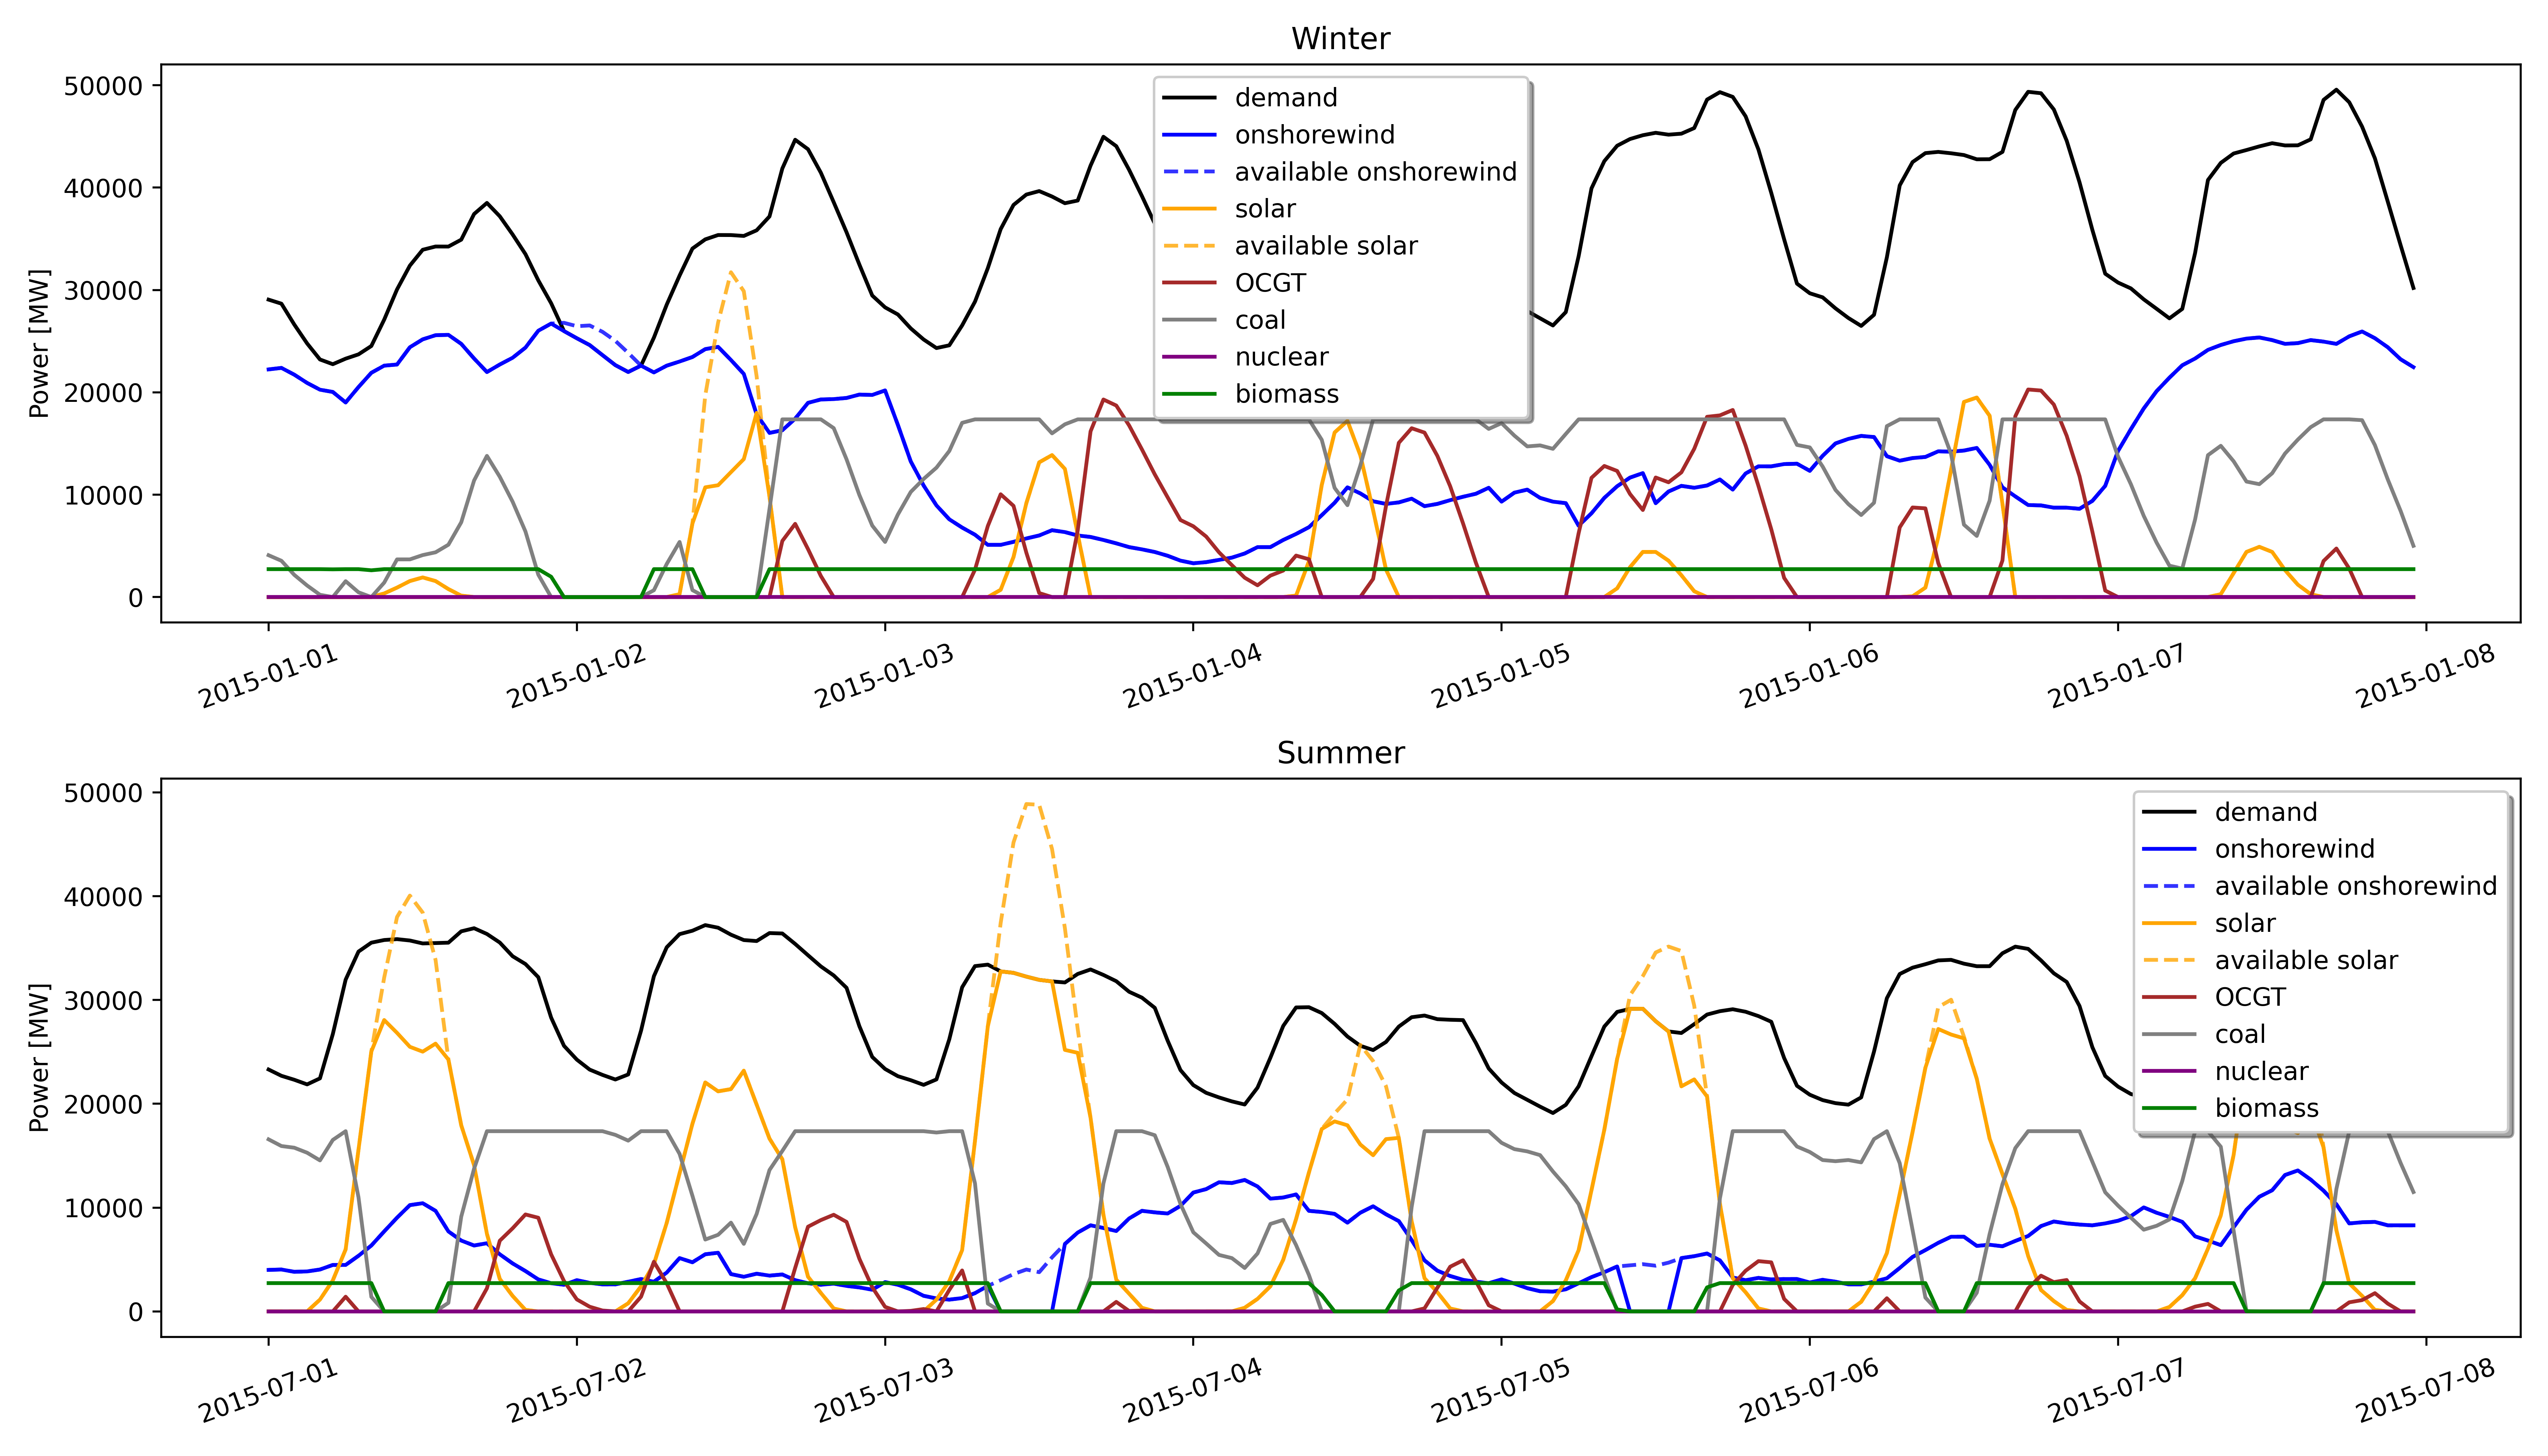 Winter
Power [MW]
50000
40000
30000
20000
10000
0
demand
onshorewind
available onshorewind
solar
available solar
OCGT
coal
nuclear
biomass
2015-01-01
2015-01-02
2015-01-03
2015-01-04
2015-01-05
2015-01-06
2015-01-07
2015-01-08
Summer
Power [MW]
50000
40000
30000
20000
10000
0
demand
onshorewind
available onshorewind
solar
available solar
OCGT
coal
nuclear
biomass
2015-07-01
2015-07-02
2015-07-03
2015-07-04
2015-07-05
2015-07-06
2015-07-07
2015-07-08